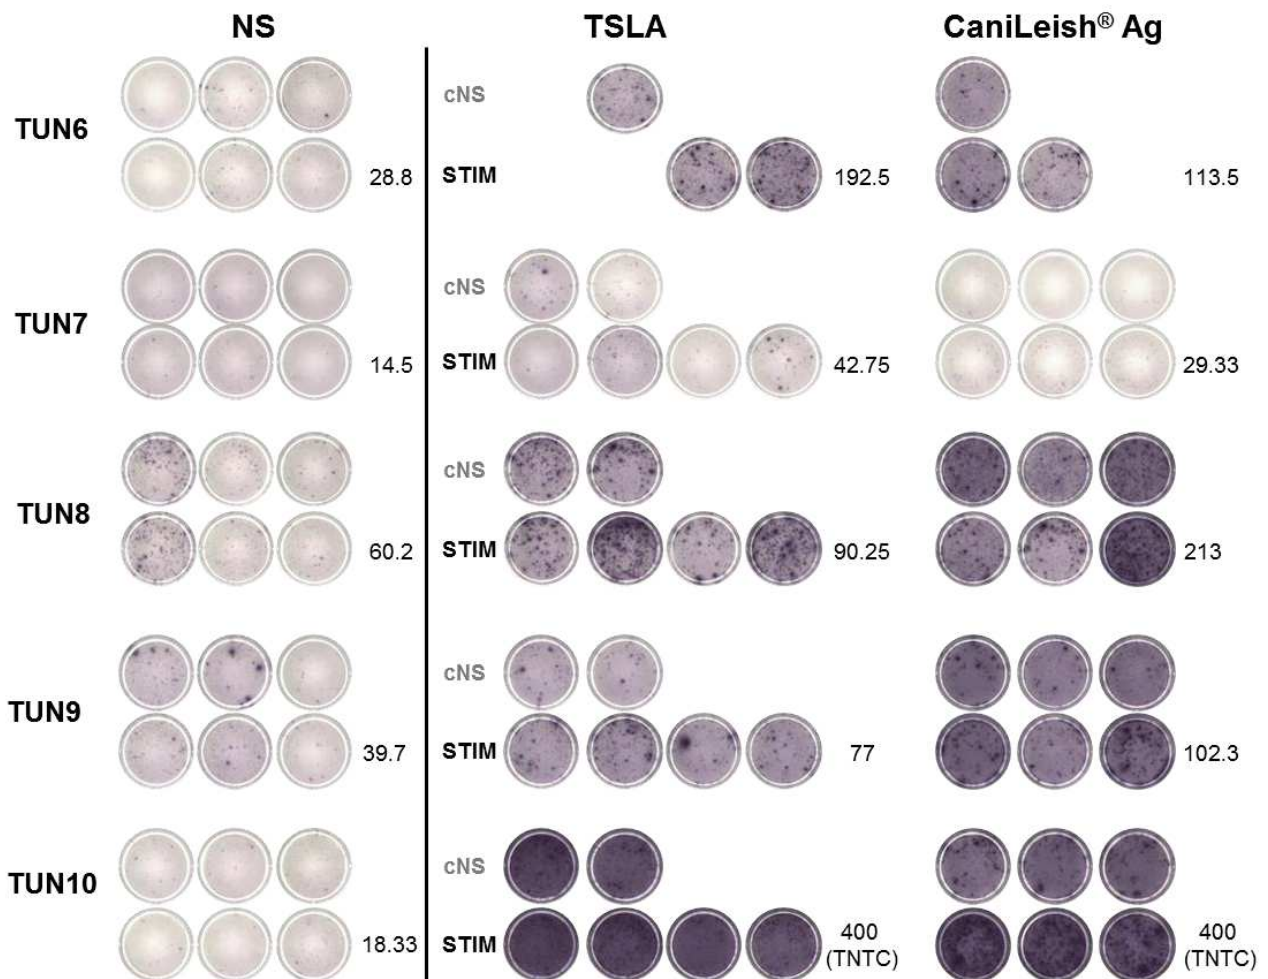 NS TSLA CaniLeish® Ag
cNS
TUN6
STIM
28.8 192.5 113.5
cNS
TUN7
STIM
14.5 42.75 29.33
cNS
TUN8
STIM
60.2 90.25 213
cNS
TUN9
STIM
39.7 77 102.3
cNS
TUN10
STIM
18.33 400 (TNTC) 400 (TNTC)